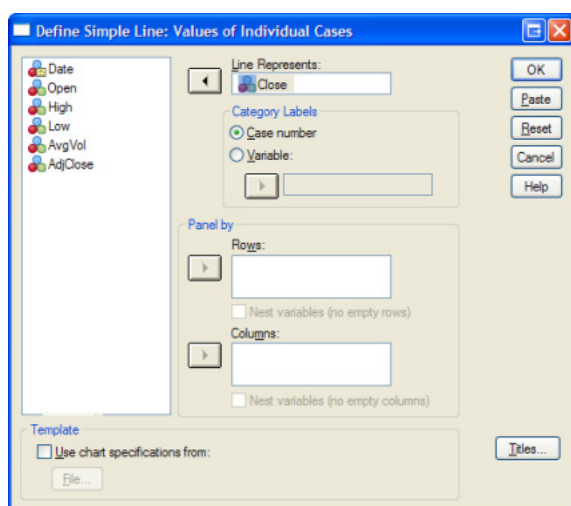 Define Simple Line: Values of Individual Cases
Date
Open
High
Low
AvgVol
AdjClose
Line Represents:
Close
Category Labels
Case number
Variable:
Panel by
Rows:
Nest variables (no empty rows)
Columns:
Nest variables (no empty columns)
Template
Use chart specifications from:
File...
OK
Paste
Reset
Cancel
Help
Titles...